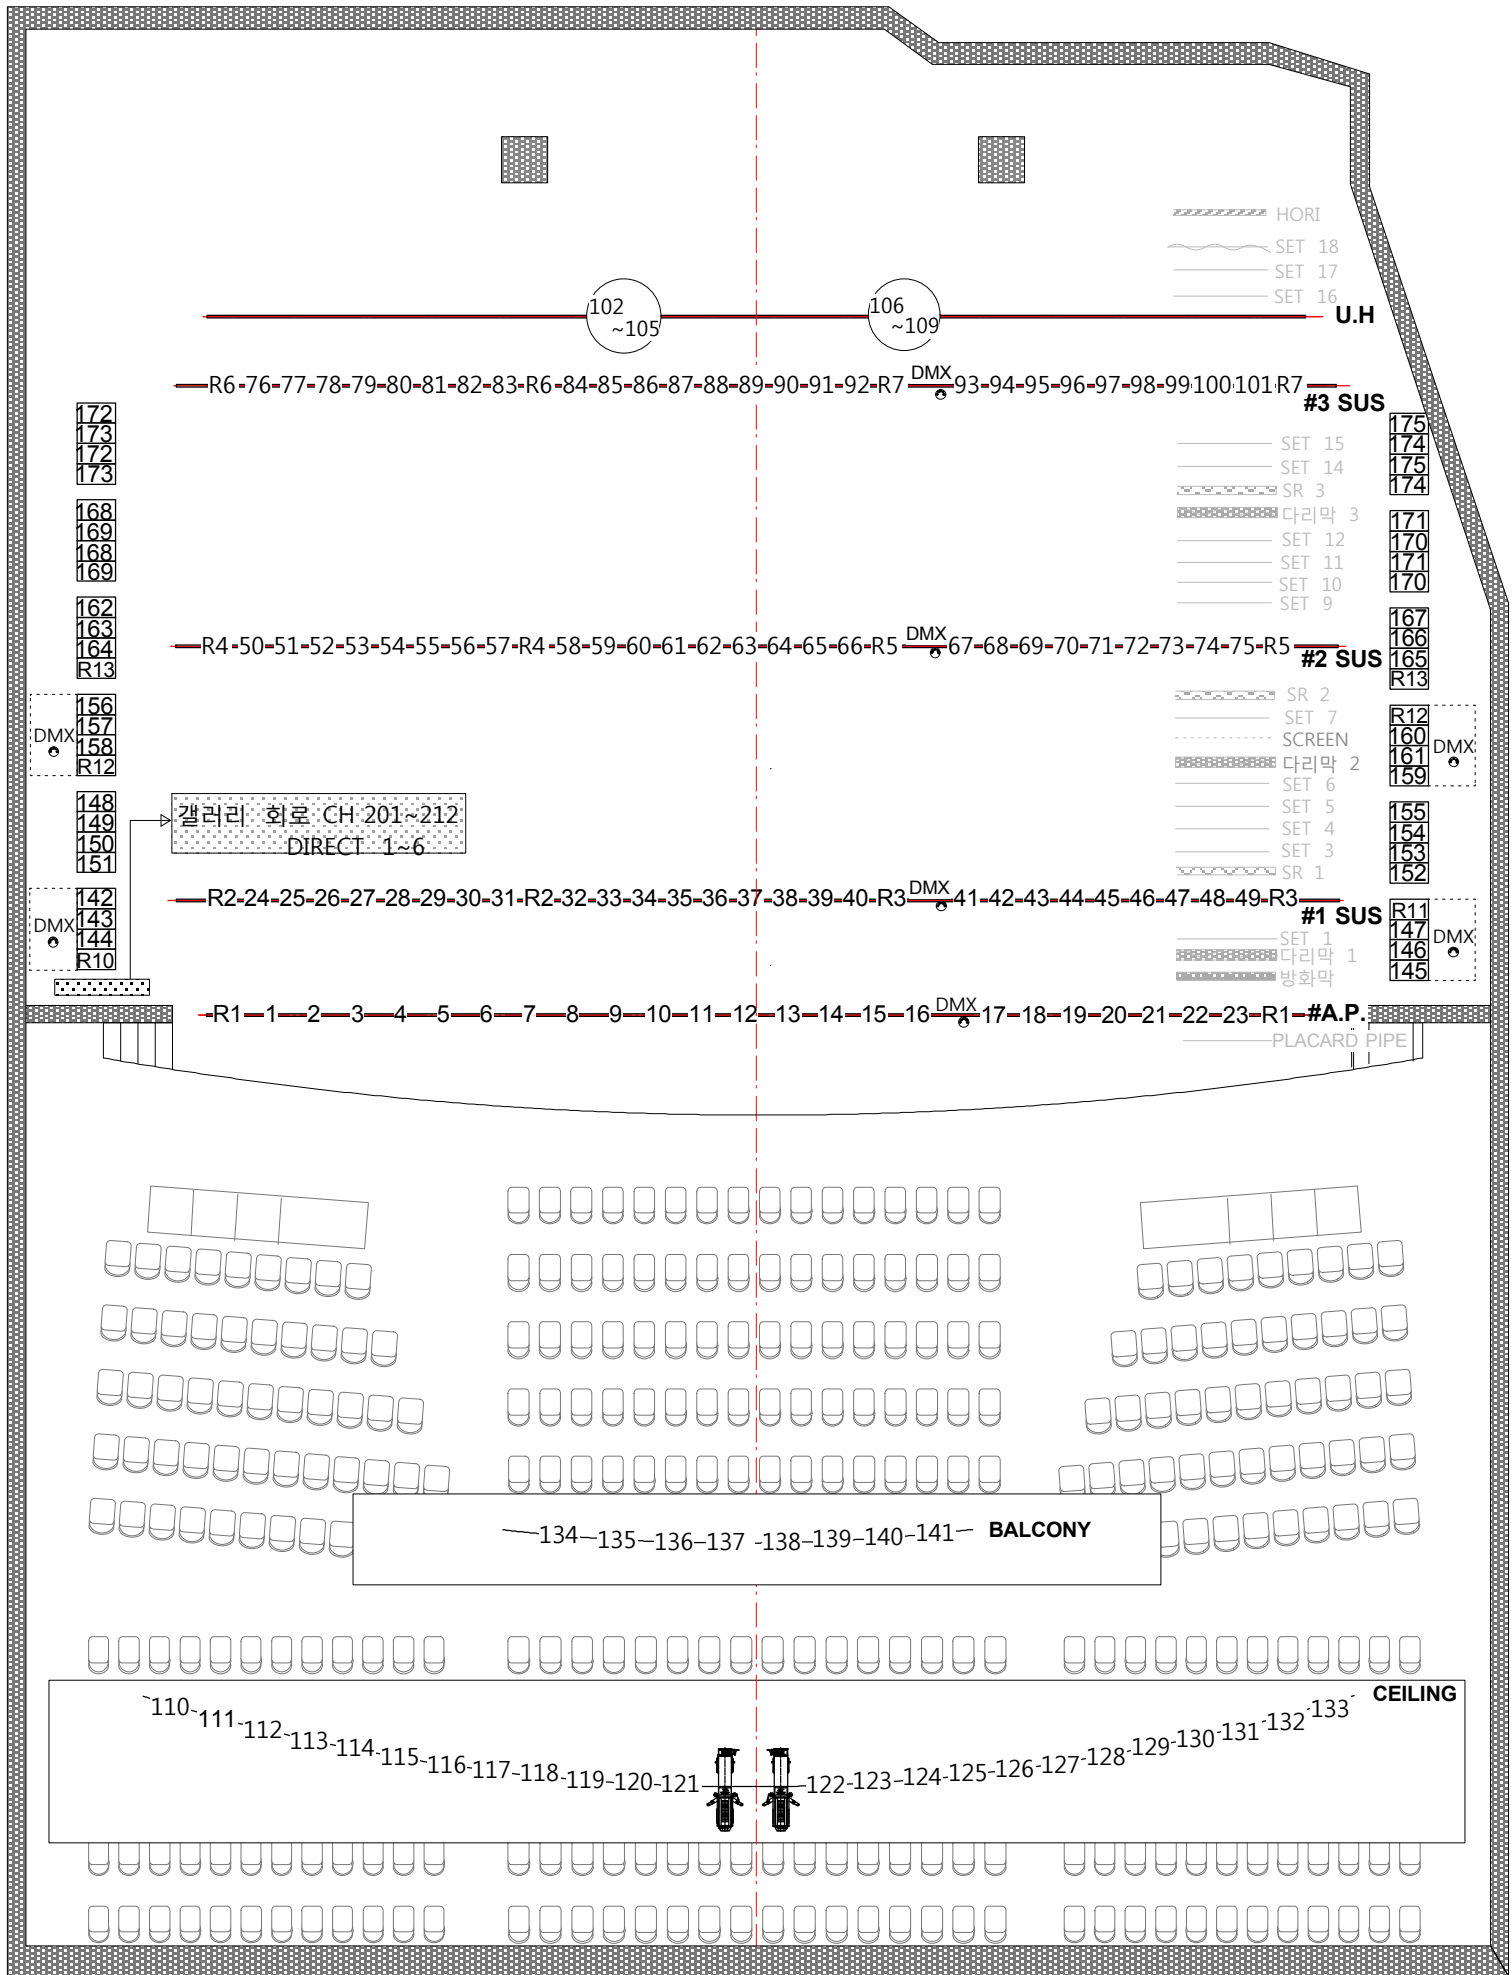 HORI
SET 18
SET 17
SET 16
102
~105
106
~109
U.H
R6-76-77-78-79-80-81-82-83-R6-84-85-86-87-88-89-90-91-92-R7
DMX
93-94-95-96-97-98-99-100-101-R7
#3 SUS
172
173
172
173
175
174
175
174
SET 15
SET 14
SR 3
다리막 3
SET 12
SET 11
SET 10
SET 9
168
169
168
169
171
170
171
170
162
163
164
R13
167
166
165
R13
R4-50-51-52-53-54-55-56-57-R4-58-59-60-61-62-63-64-65-66-R5
DMX
67-68-69-70-71-72-73-74-75-R5
#2 SUS
SR 2
SET 7
SCREEN
다리막 2
SET 6
SET 5
SET 4
SET 3
SR 1
DMX
156
157
158
R12
R12
160
161
159
DMX
갤러리 회로 CH 201~212
DIRECT 1~6
148
149
150
151
155
154
153
152
R2-24-25-26-27-28-29-30-31-R2-32-33-34-35-36-37-38-39-40-R3
DMX
41-42-43-44-45-46-47-48-49-R3
#1 SUS
DMX
142
143
144
R10
R11
147
146
145
DMX
SET 1
다리막 1
방화막
R1-1-2-3-4-5-6-7-8-9-10-11-12-13-14-15-16
DMX
17-18-19-20-21-22-23-R1
#A.P.
PLACARD PIPE
134-135-136-137-138-139-140-141
BALCONY
110-111-112-113-114-115-116-117-118-119-120-121
122-123-124-125-126-127-128-129-130-131-132-133
CEILING